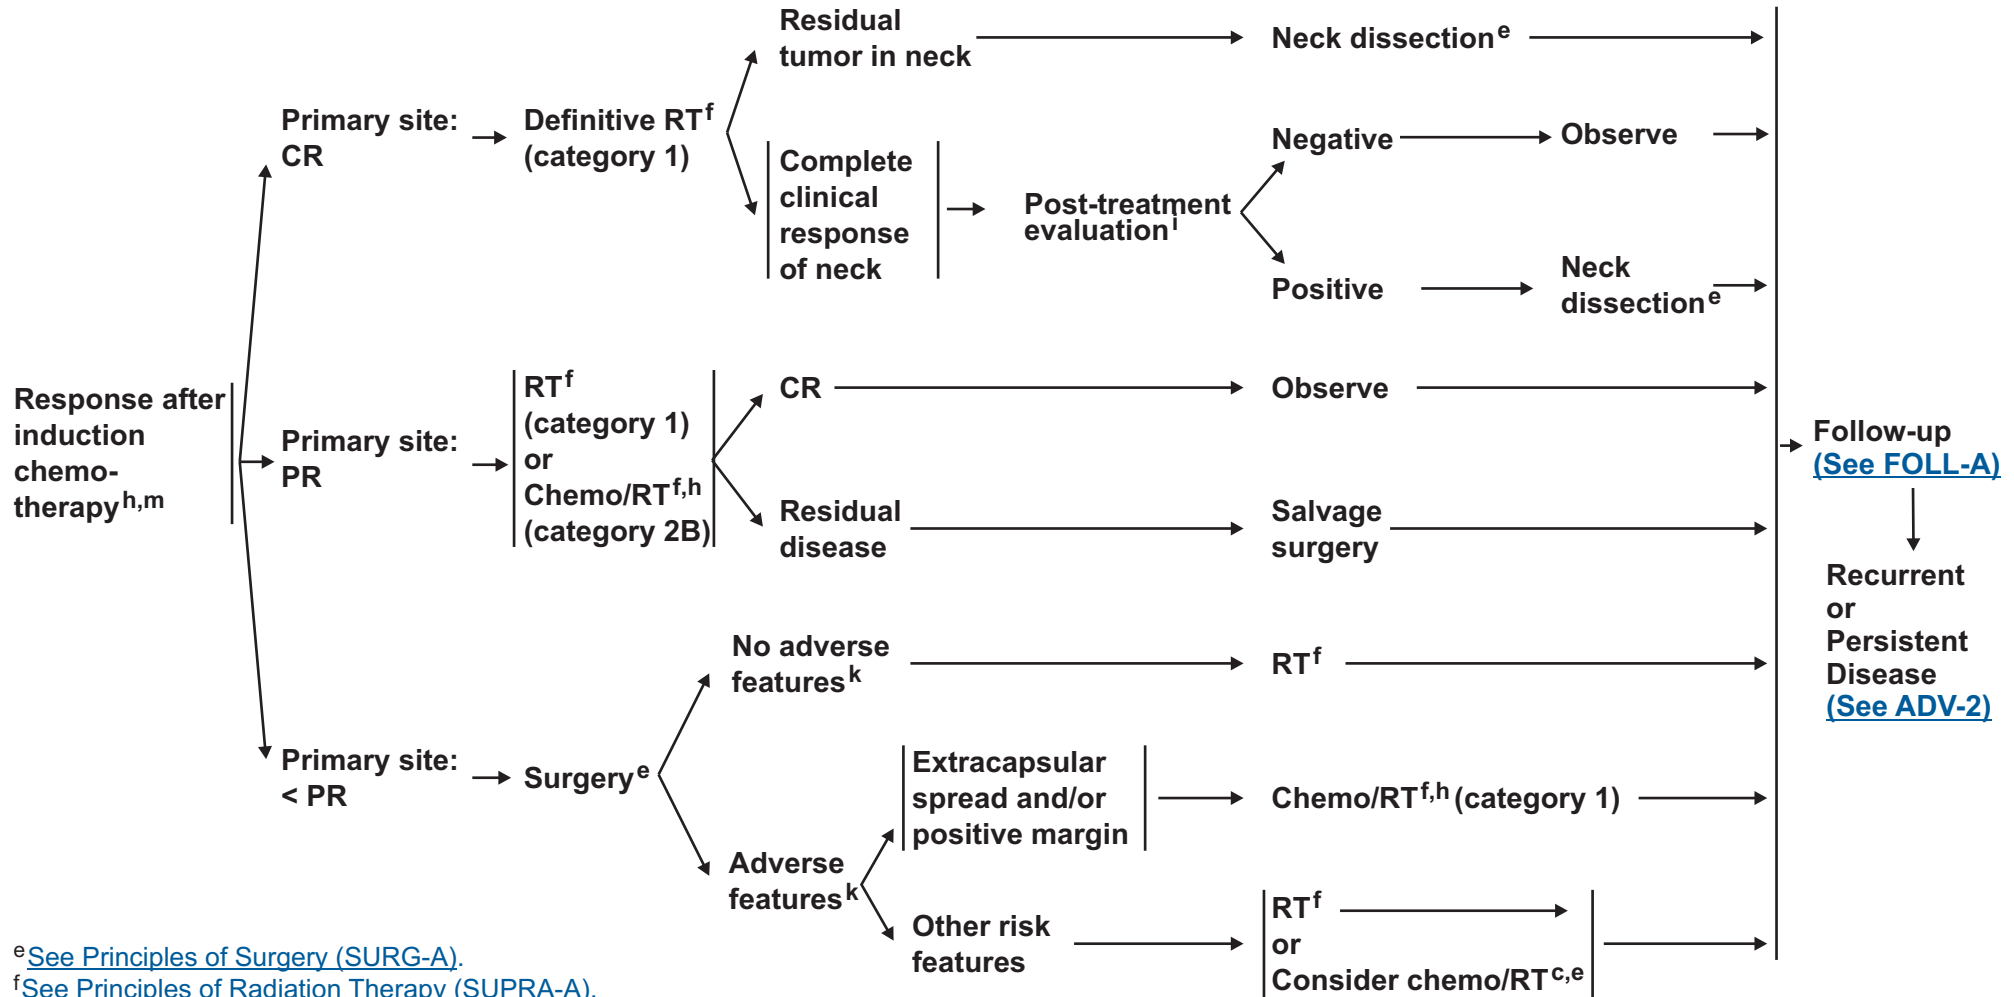 Response after
induction
chemo-
therapy h,m
Primary site:
CR
Definitive RT f
(category 1)
Residual
tumor in neck
Neck dissection e
Complete
clinical
response
of neck
Post-treatment
evaluation i
Negative
Observe
Positive
Neck
dissection e
Primary site:
PR
RT f
(category 1)
or
Chemo/RT f,h
(category 2B)
CR
Observe
Residual
disease
Salvage
surgery
Primary site:
< PR
Surgery e
No adverse
features k
RT f
Adverse
features k
Extracapsular
spread and/or
positive margin
Chemo/RT f,h (category 1)
Other risk
features
RT f
or
Consider chemo/RT c,e
Follow-up
(See FOLL-A)
Recurrent
or
Persistent
Disease
(See ADV-2)
e See Principles of Surgery (SURG-A).
f See Principles of Radiation Therapy (SUPRA-A).